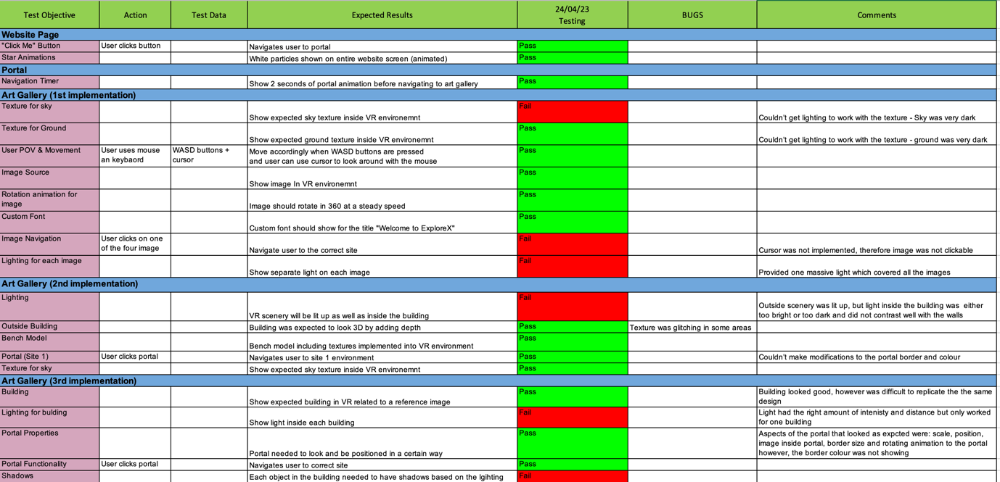 Test Objective Action Test Data Expected Results 24/04/23 BUGS Comments
Testing
Website Page
"Click Me" Button User clicks button Navigates user to portal Pass
Star Animations White particles shown on entire website screen (animated) Pass
Portal
Navigation Timer Show 2 seconds of portal animation before navigating to art gallery Pass
Art Gallery (1st implementation)
Texture for sky Show expected sky texture inside VR environemnt Fail Couldn't get lighting to work with the texture - Sky was very dark
Texture for Ground Show expected ground texture inside VR environemnt Pass Couldn't get lighting to work with the texture - ground was very dark
User POV & Movement User uses mouse WASD buttons + Move accordingly when WASD buttons are pressed Pass
an keybaord cursor and user can use cursor to look around with the mouse
Image Source Show image In VR environemnt Pass
Rotation animation for Pass
image Image should rotate in 360 at a steady speed
Custom Font Custom font should show for the title "Welcome to ExploreX" Pass
Image Navigation User clicks on one Fail
of the four image Navigate user to the correct site Cursor was not implemented, therefore image was not clickable
Lighting for each image Show separate light on each image Fail Provided one massive light which covered all the images
Art Gallery (2nd implementation)
Lighting Fail Outside scenery was lit up, but light inside the building was either
VR scenery will be lit up as well as inside the building too bright or too dark and did not contrast well with the walls
Outside Building Building was expected to look 3D by adding depth Pass Texture was glitching in some areas
Bench Model Bench model including textures implemented into VR environment Pass
Portal (Site 1) User clicks portal Navigates user to site 1 environment Pass Couldn't make modifications to the portal border and colour
Texture for sky Show expected sky texture inside VR environemnt Pass
Art Gallery (3rd implementation)
Building Pass Building looked good, however was difficult to replicate the the same
Show expected building in VR related to a reference image design
Lighting for bulding Fail Light had the right amount of intenisty and distance but only worked
Show light inside each building for one building
Portal Properties Pass Aspects of the portal that looked as expcted were: scale, position,
image inside portal, border size and rotating animation to the portal
Portal needed to look and be positioned in a certain way however, the border colour was not showing
Portal Functionality User clicks portal Navigates user to correct site Pass
Shadows Each object in the building needed to have shadows based on the lgihting Fail